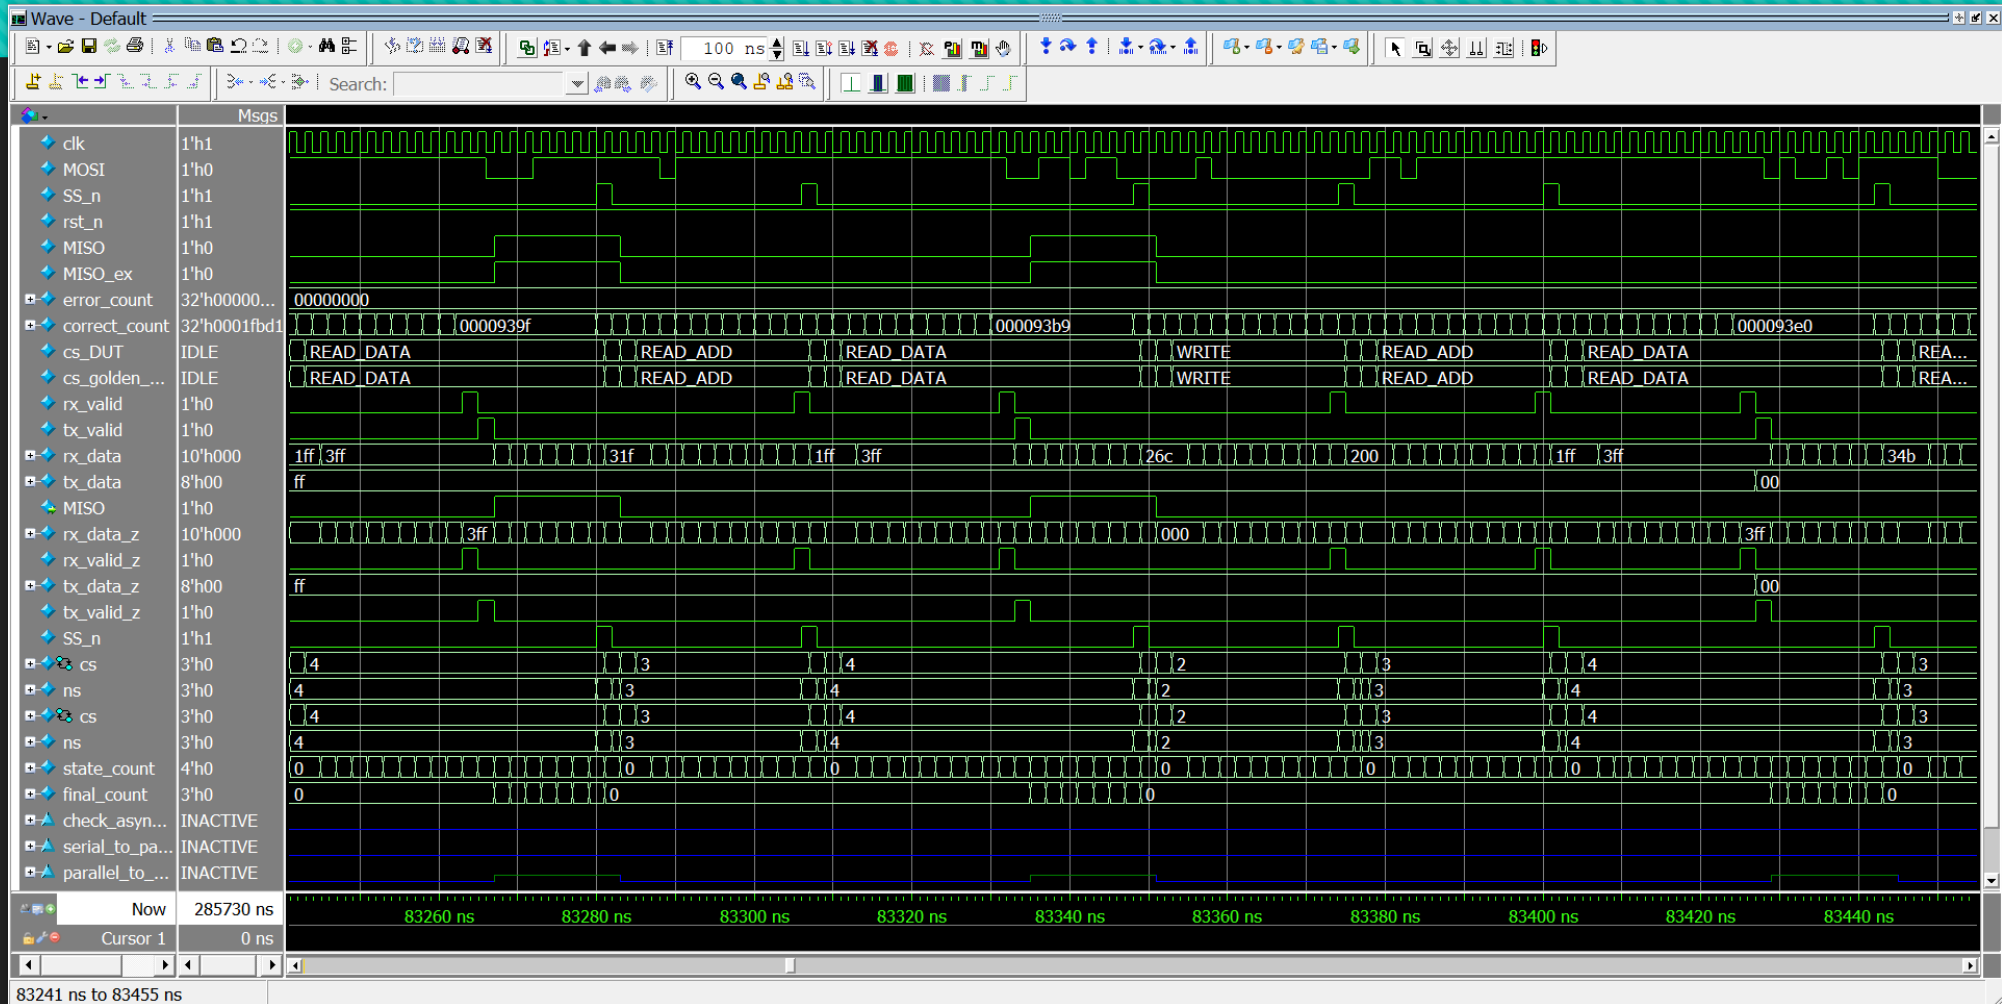 Wave - Default
100 ns
Search:
Msgs
clk 1'h1
MOSI 1'h0
SS_n 1'h1
rst_n 1'h1
MISO 1'h0
MISO_ex 1'h0
error_count 32'h00000... 00000000
correct_count 32'h0001fbd1 0000939f 000093b9 000093e0
cs_DUT IDLE READ_DATA READ_ADD READ_DATA WRITE READ_ADD READ_DATA REA...
cs_golden_... IDLE READ_DATA READ_ADD READ_DATA WRITE READ_ADD READ_DATA REA...
rx_valid 1'h0
tx_valid 1'h0
rx_data 10'h000 1ff 3ff 31f 1ff 3ff 26c 200 1ff 3ff 34b
tx_data 8'h00 ff 00
MISO 1'h0
rx_data_z 10'h000 3ff 000 3ff
rx_valid_z 1'h0
tx_data_z 8'h00 ff 00
tx_valid_z 1'h0
SS_n 1'h1
cs 3'h0 4 3 4 2 3 4 3
ns 3'h0 4 3 4 2 3 4 3
cs 3'h0 4 3 4 2 3 4 3
ns 3'h0 4 3 4 2 3 4 3
state_count 4'h0 0 0 0 0 0 0 0
final_count 3'h0 0 0 0 0
check_asyn... INACTIVE
serial_to_pa... INACTIVE
parallel_to_... INACTIVE
Now 285730 ns 83260 ns 83280 ns 83300 ns 83320 ns 83340 ns 83360 ns 83380 ns 83400 ns 83420 ns 83440 ns
Cursor 1 0 ns
83241 ns to 83455 ns